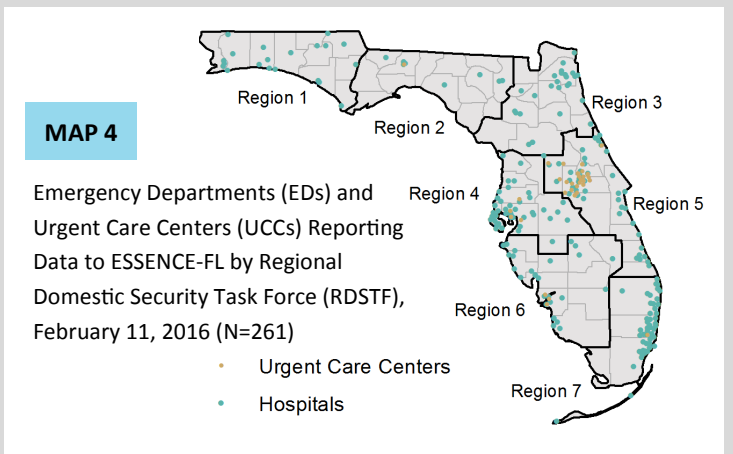 MAP 4
Emergency Departments (EDs) and
Urgent Care Centers (UCCs) Reporting
Data to ESSENCE-FL by Regional
Domestic Security Task Force (RDSTF),
February 11, 2016 (N=261)
Urgent Care Centers
Hospitals
Region 1
Region 2
Region 3
Region 4
Region 5
Region 6
Region 7